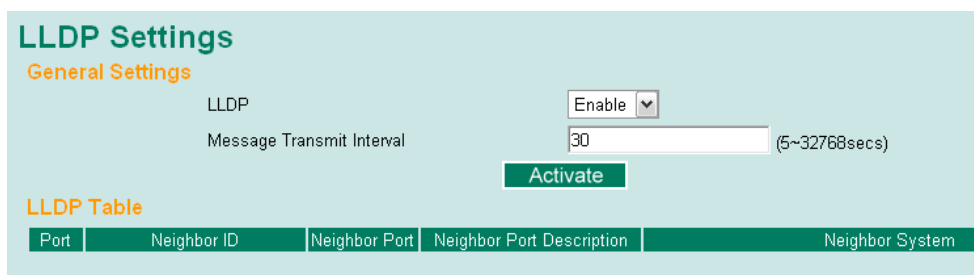 LLDP Settings
General Settings
LLDP Enable
Message Transmit Interval 30 (5~32768secs)
Activate
LLDP Table
Port Neighbor ID Neighbor Port Neighbor Port Description Neighbor System